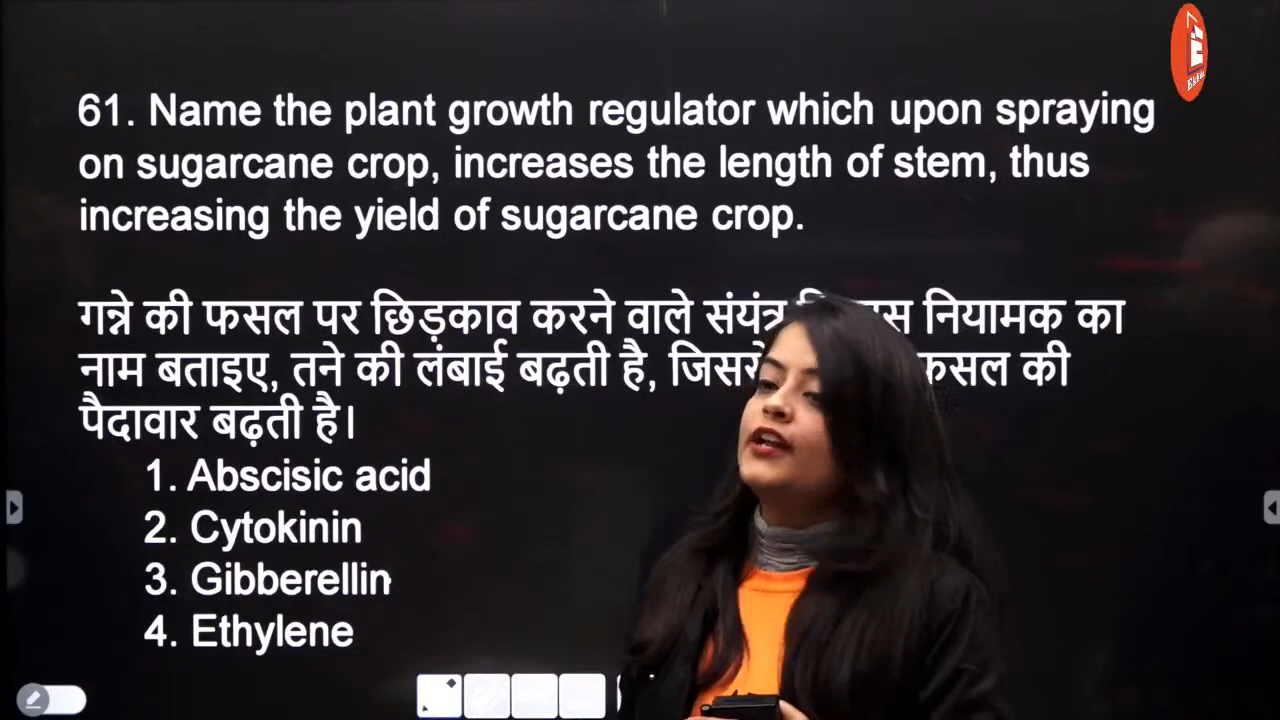 61. Name the plant growth regulator which upon spraying
on sugarcane crop, increases the length of stem, thus
increasing the yield of sugarcane crop.
गन्ने की फसल पर छिड़काव करने वाले नियामक का
नाम बताइए, तने की लंबाई बढ़ती है, फसल की
पैदावार बढ़ती है।
1. Abscisic acid
2. Cytokinin
3. Gibberellin
4. Ethylene